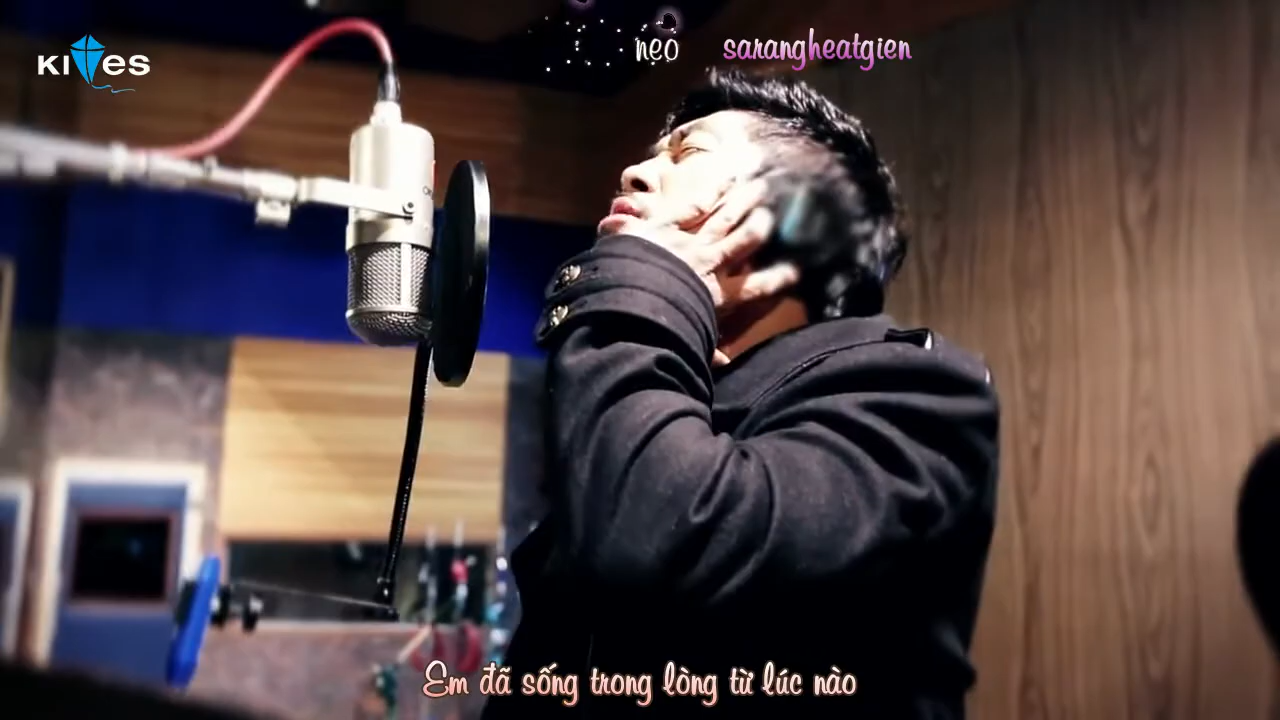 KITES
nẹo sarangheatgien
Em đã sống trong lòng từ lúc nào